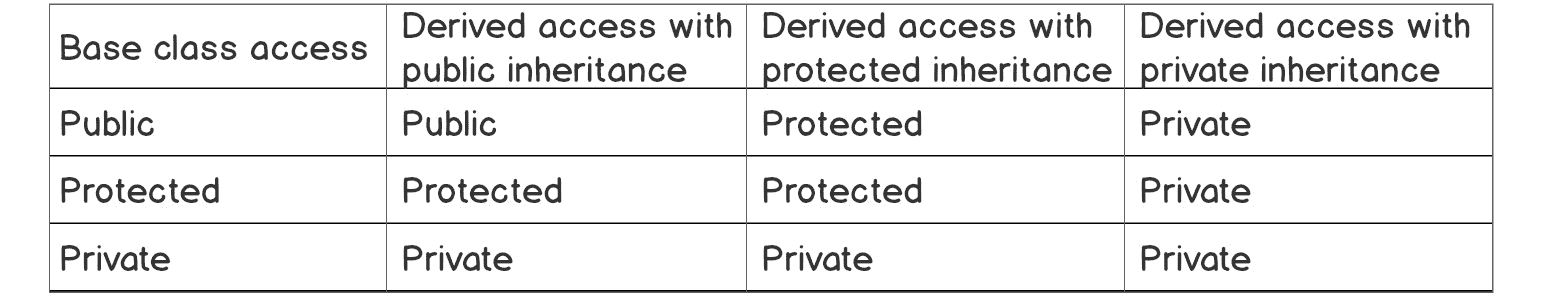 Base class access
Derived access with
public inheritance
Derived access with
protected inheritance
Derived access with
private inheritance
Public
Public
Protected
Private
Protected
Protected
Protected
Private
Private
Private
Private
Private